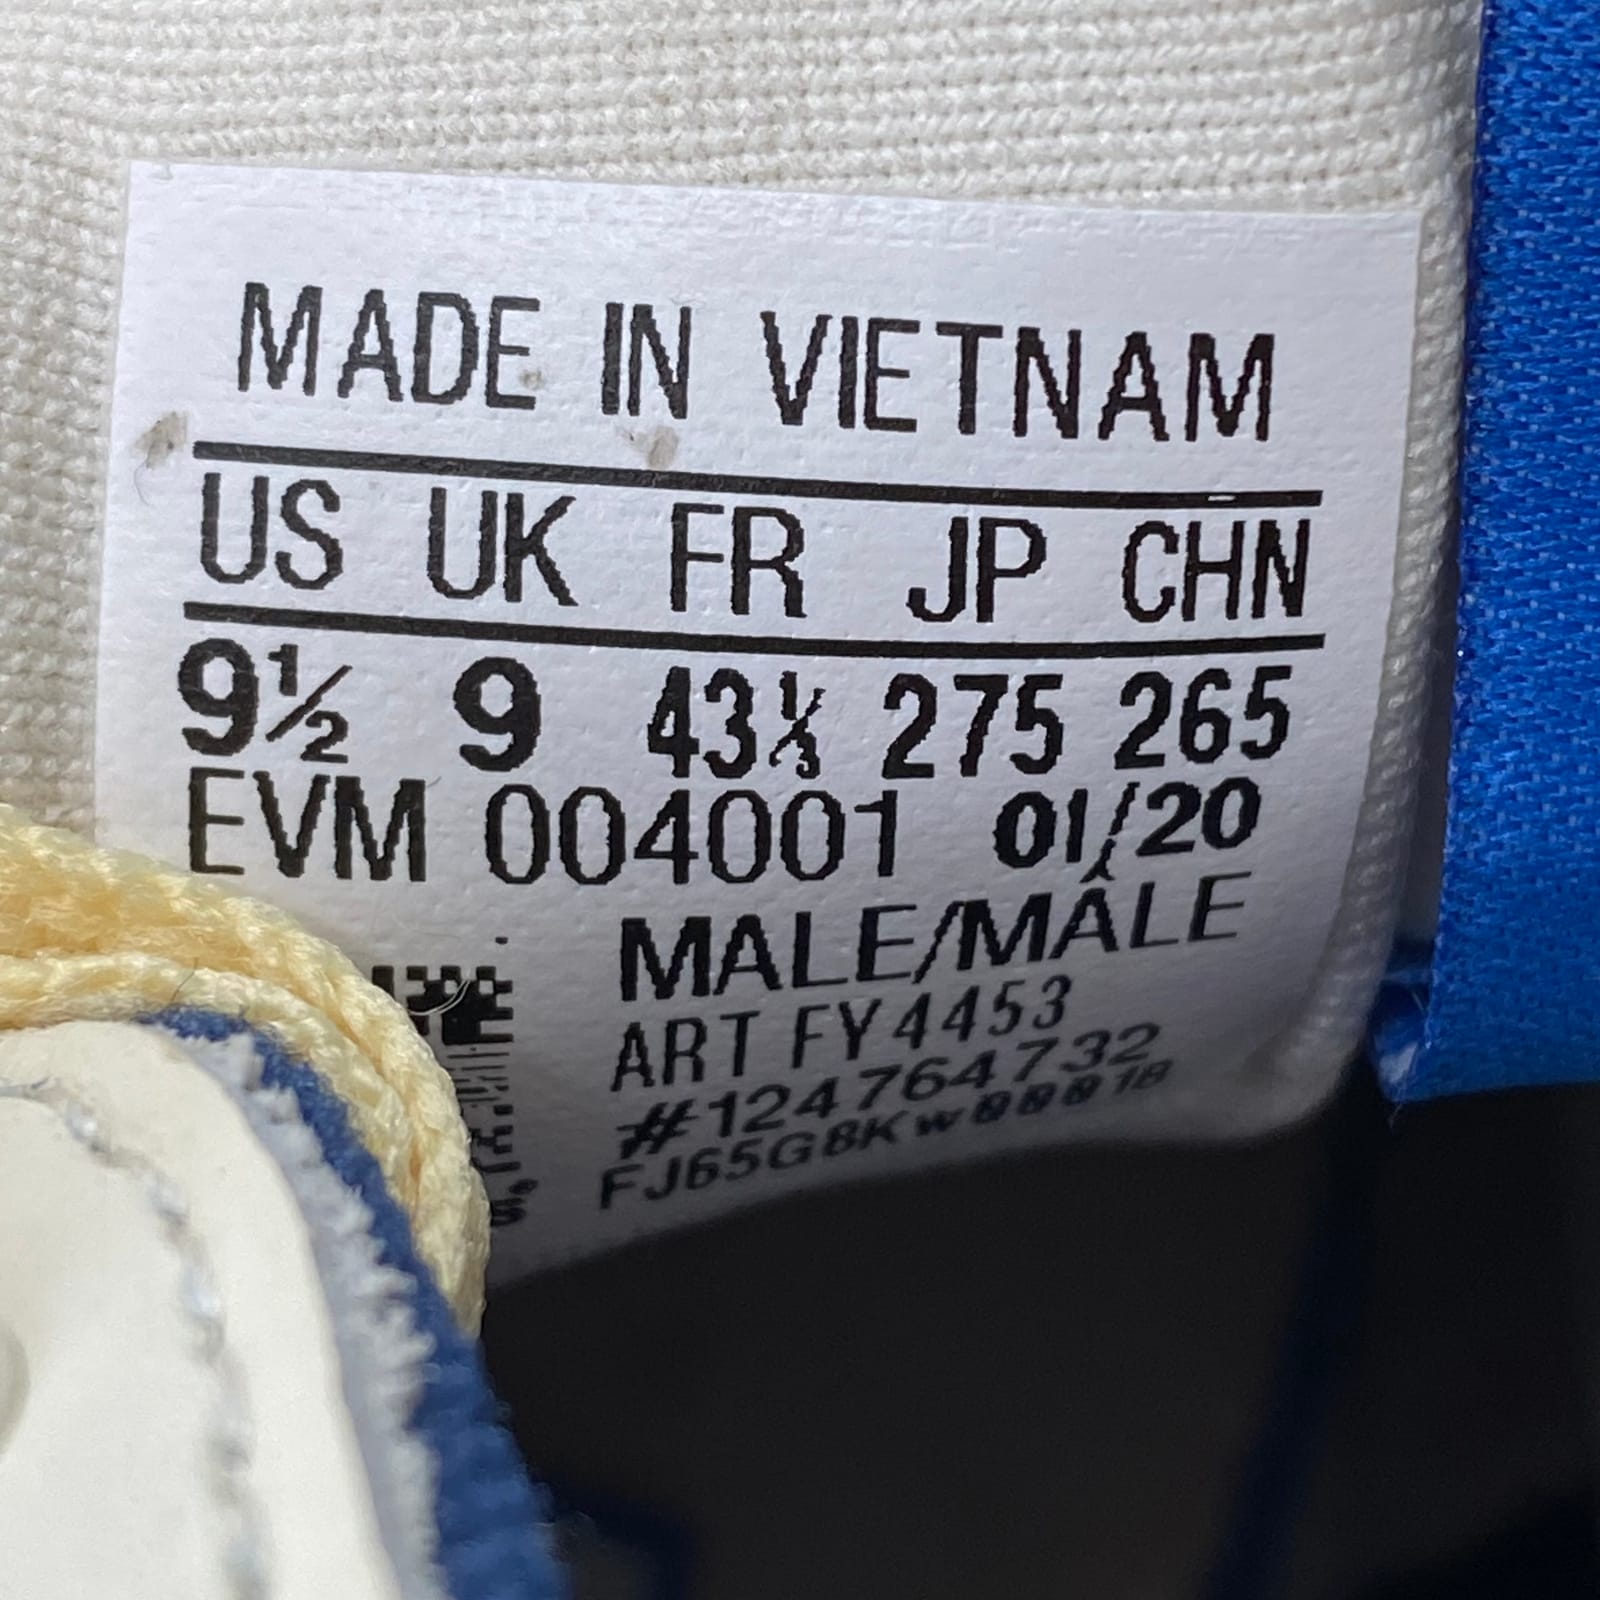 MADE IN VIETNAM
US UK FR JP CHN
9½ 9 43⅓ 275 265
EVM 004001 01/20
MALE/MÂLE
ART FY4453
#124764732